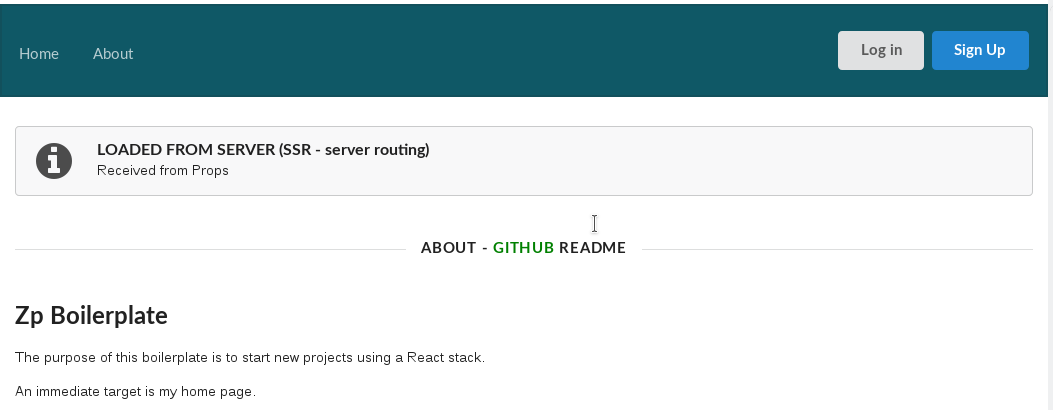 Home About Log in Sign Up
LOADED FROM SERVER (SSR - server routing)
Received from Props
ABOUT - GITHUB README
Zp Boilerplate
The purpose of this boilerplate is to start new projects using a React stack.
An immediate target is my home page.